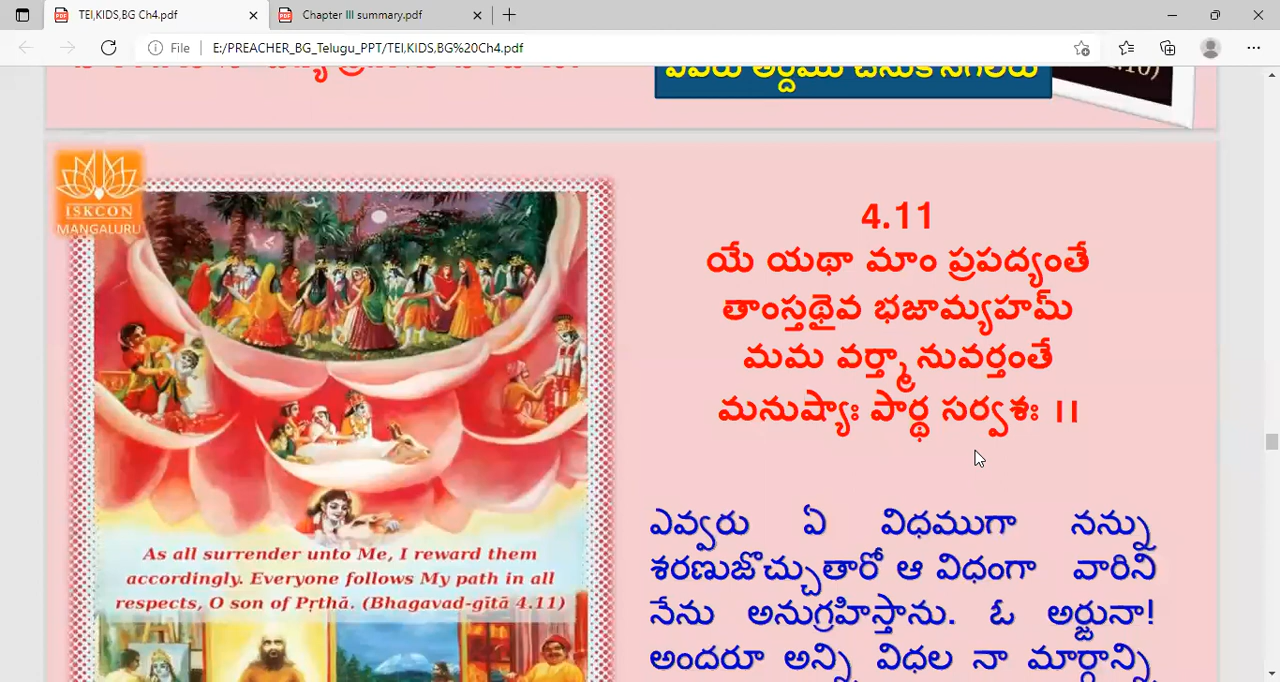 TEI,KIDS,BG Ch4.pdf
Chapter III summary.pdf
File
E:/PREACHER_BG_Telugu_PPT/TEI,KIDS,BG%20Ch4.pdf
ISKCON
MANGALURU
As all surrender unto Me, I reward them
accordingly. Everyone follows My path in all
respects, O son of Pṛthā. (Bhagavad-gītā 4.11)
4.11
యే యథా మాం ప్రపద్యంతే
తాంస్తథైవ భజామ్యహమ్
మమ వర్త్మా నువర్తంతే
మనుష్యాః పార్థ సర్వశః ।।
ఎవ్వరు ఏ విధముగా నన్ను
శరణుజొచ్చుతారో ఆ విధంగా వారిని
నేను అనుగ్రహిస్తాను. ఓ అర్జునా!
అందరూ అన్ని విధల నా మార్గాన్ని